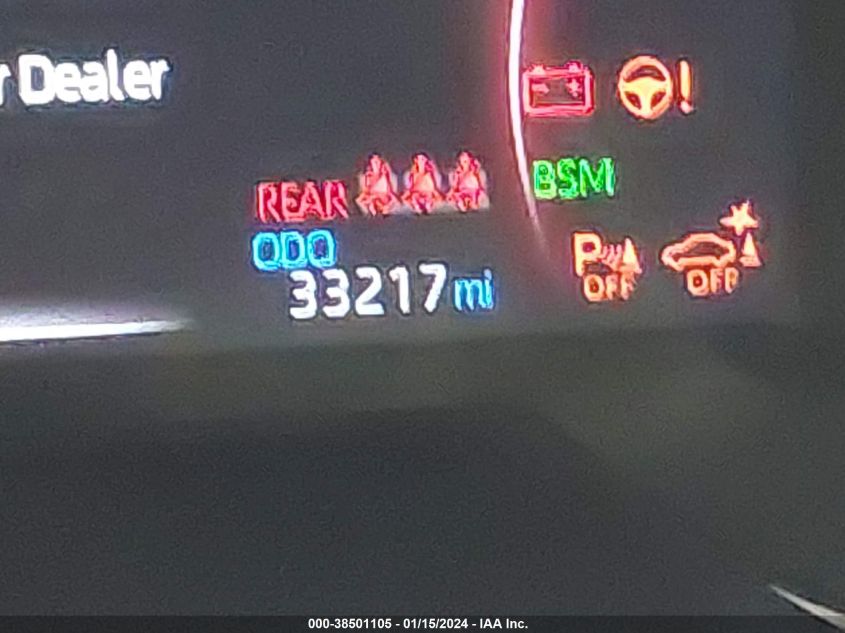 r Dealer
REAR
BSM
ODO
33217 mi
P OFF
OFF
000-38501105 - 01/15/2024 - IAA Inc.